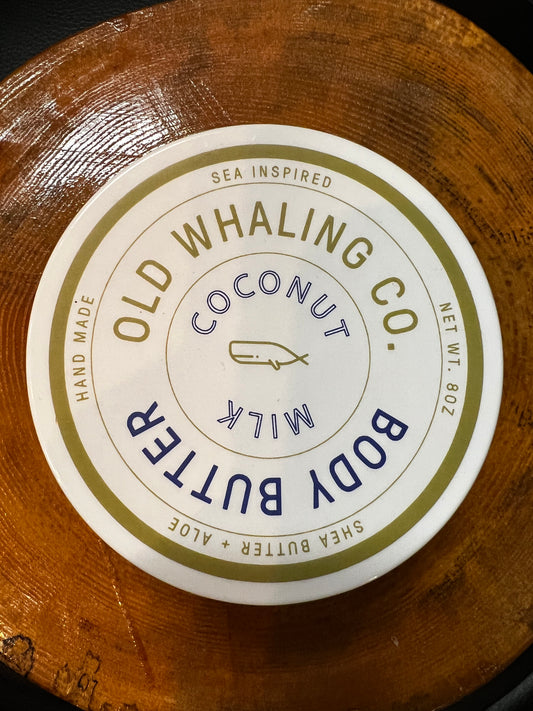 SEA INSPIRED
OLD WHALING CO.
COCONUT
MILK
BODY BUTTER
HAND MADE
NET WT. 8OZ
SHEA BUTTER + ALOE